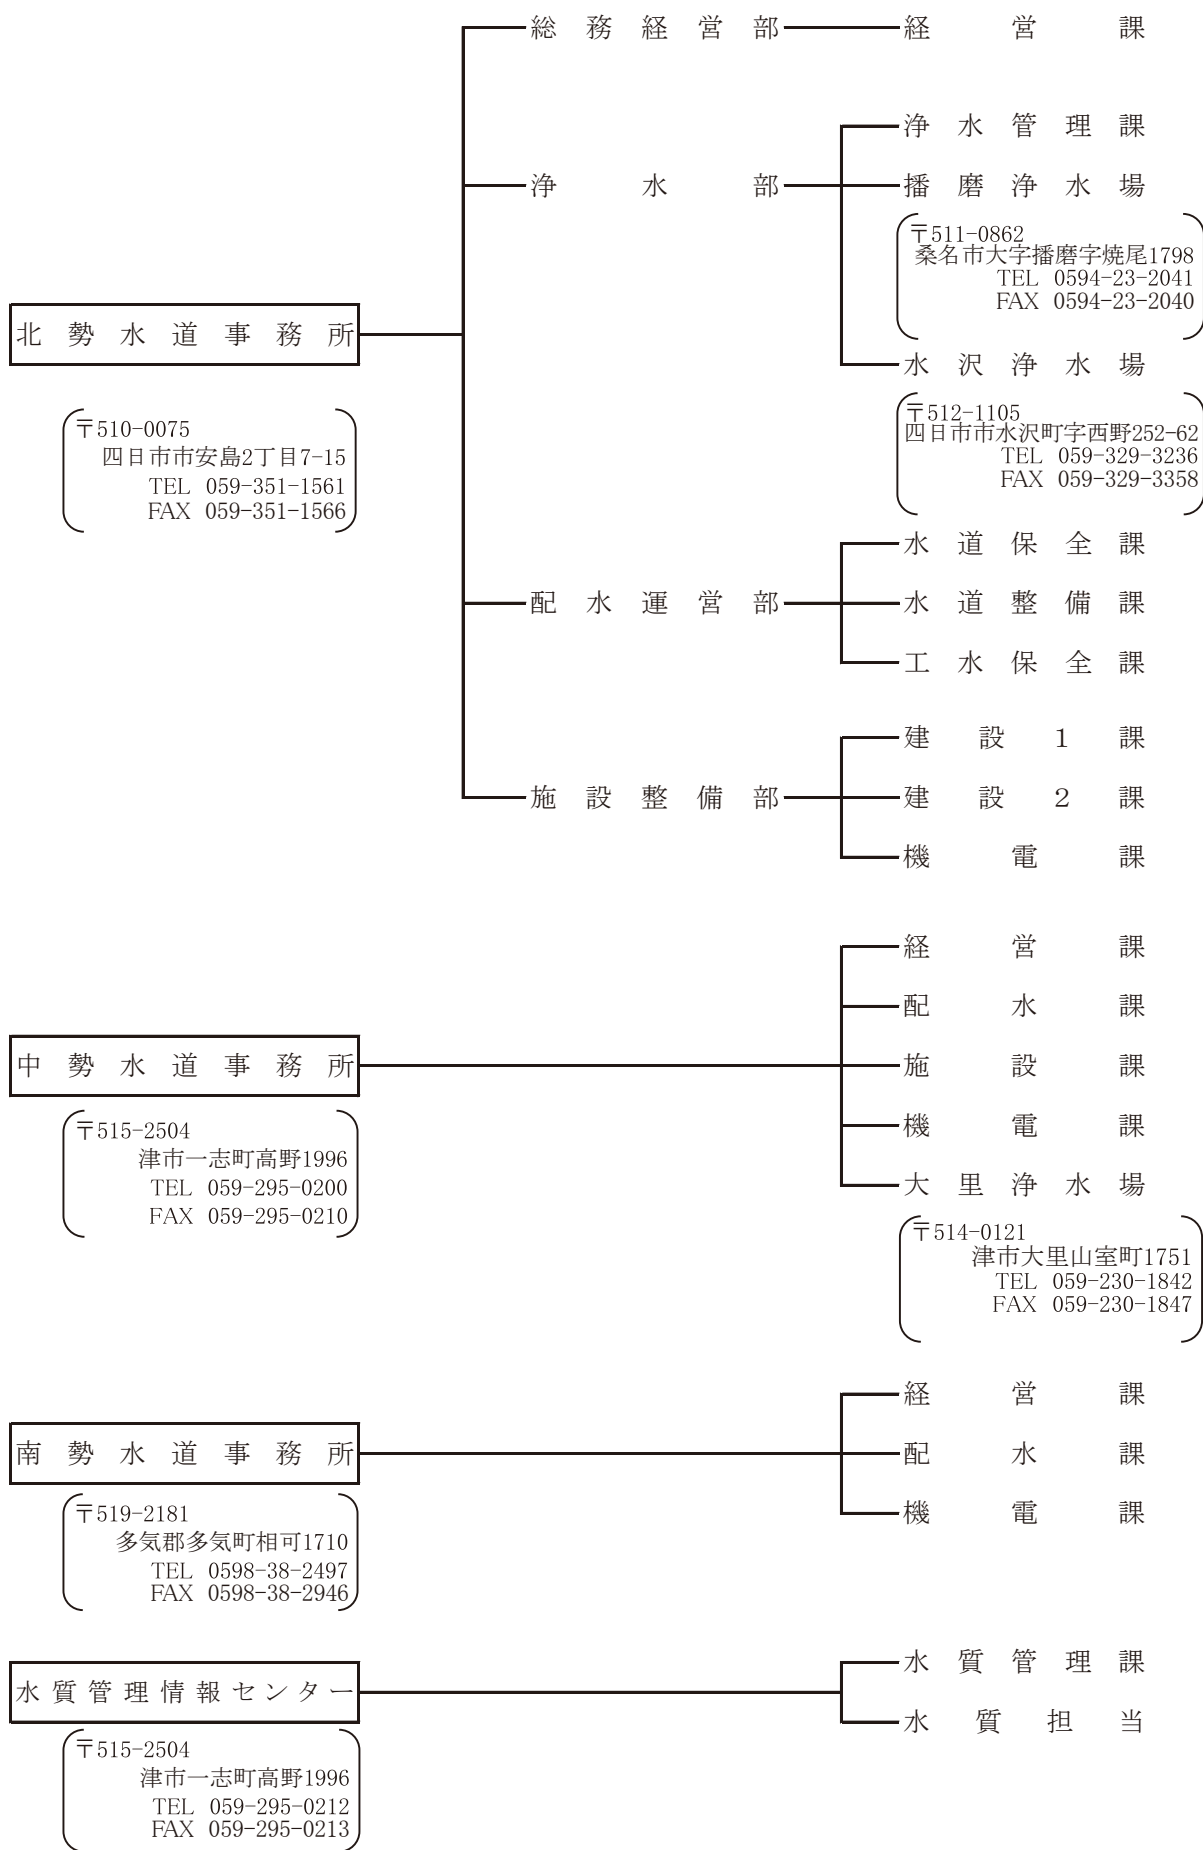 北勢水道事務所
〒510-0075
四日市市安島2丁目7-15
TEL 059-351-1561
FAX 059-351-1566
総務経営部
経営課
浄水部
浄水管理課
播磨浄水場
〒511-0862
桑名市大字播磨字焼尾1798
TEL 0594-23-2041
FAX 0594-23-2040
水沢浄水場
〒512-1105
四日市市水沢町字西野252-62
TEL 059-329-3236
FAX 059-329-3358
配水運営部
水道保全課
水道整備課
工水保全課
施設整備部
建設1課
建設2課
機電課
中勢水道事務所
〒515-2504
津市一志町高野1996
TEL 059-295-0200
FAX 059-295-0210
経営課
配水課
施設課
機電課
大里浄水場
〒514-0121
津市大里山室町1751
TEL 059-230-1842
FAX 059-230-1847
南勢水道事務所
〒519-2181
多気郡多気町相可1710
TEL 0598-38-2497
FAX 0598-38-2946
経営課
配水課
機電課
水質管理情報センター
〒515-2504
津市一志町高野1996
TEL 059-295-0212
FAX 059-295-0213
水質管理課
水質担当